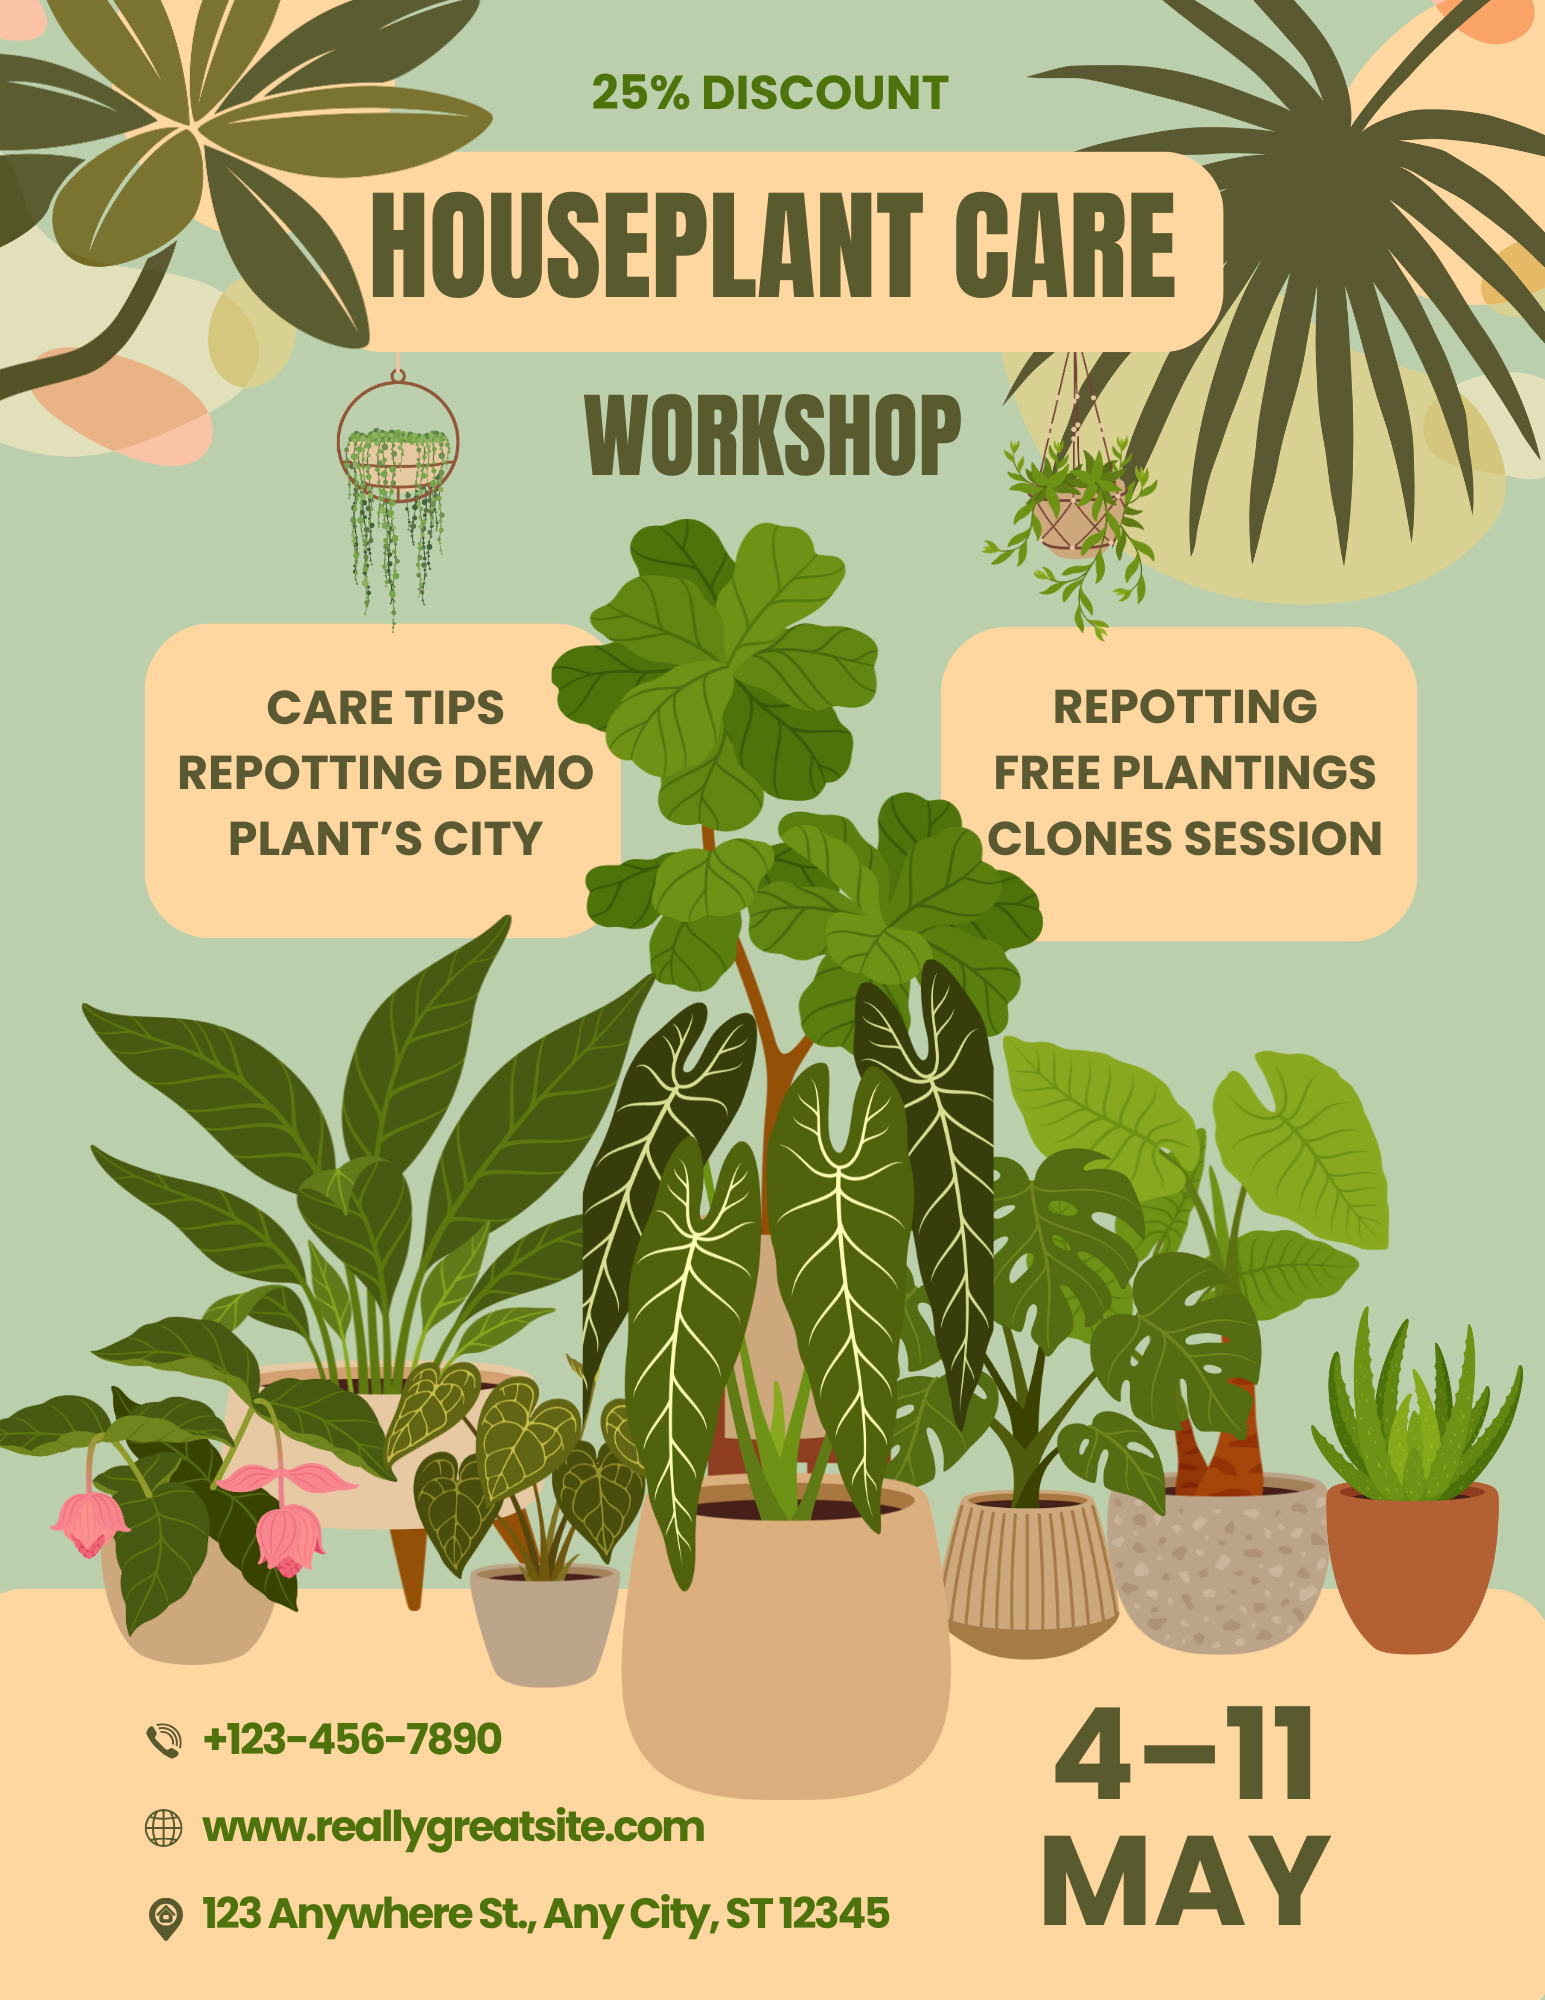 25% DISCOUNT
HOUSEPLANT CARE
WORKSHOP
CARE TIPS
REPOTTING DEMO
PLANT’S CITY
REPOTTING
FREE PLANTINGS
CLONES SESSION
+123-456-7890
www.reallygreatsite.com
123 Anywhere St., Any City, ST 12345
4–11
MAY